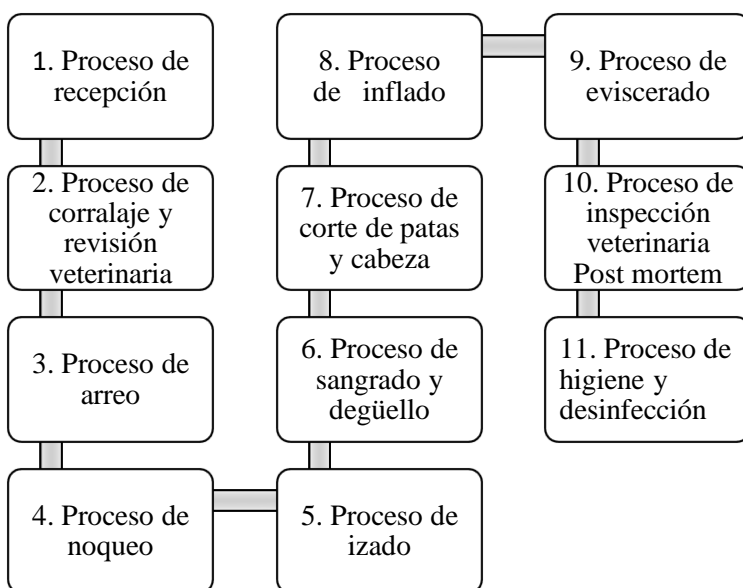 1. Proceso de
recepción
2. Proceso de
corralaje y
revisión
veterinaria
3. Proceso de
arreo
4. Proceso de
noqueo
5. Proceso de
izado
6. Proceso de
sangrado y
degüello
7. Proceso de
corte de patas
y cabeza
8. Proceso
de inflado
9. Proceso de
eviscerado
10. Proceso de
inspección
veterinaria
Post mortem
11. Proceso de
higiene y
desinfección